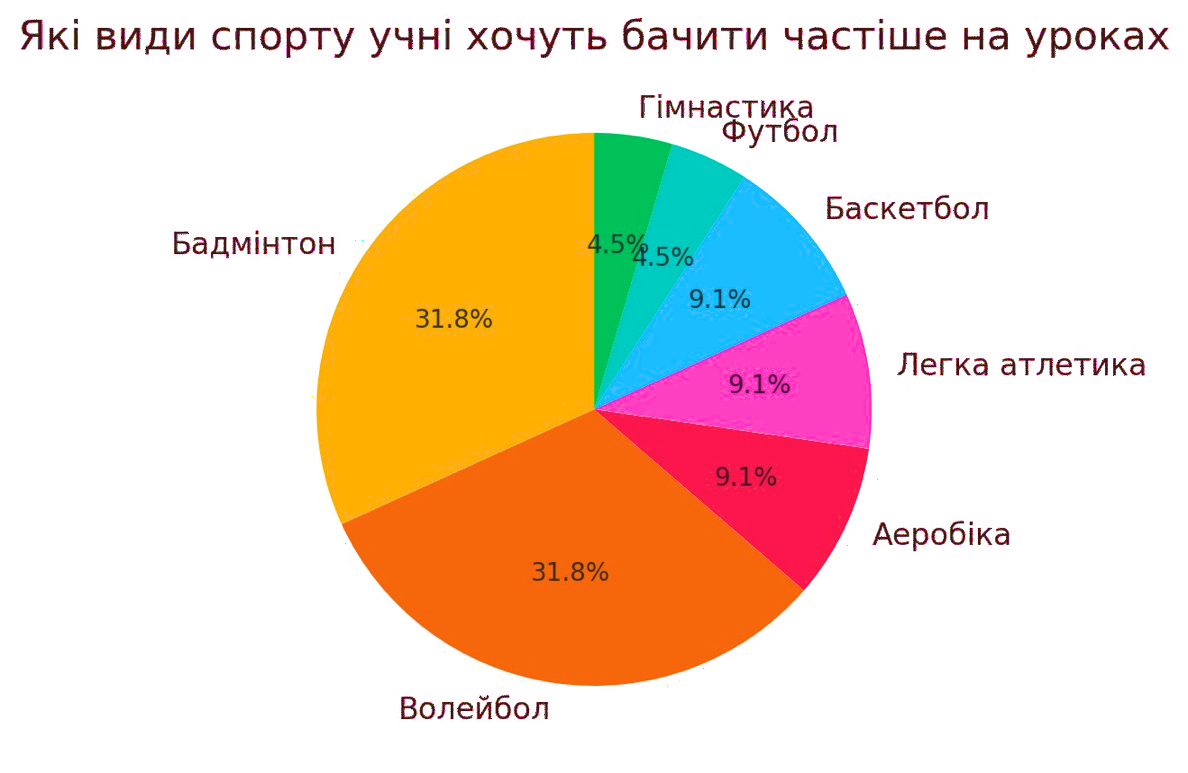 Які види спорту учні хочуть бачити частіше на уроках
Гімнастика
Футбол
Баскетбол
Бадмінтон
4.5%
4.5%
9.1%
31.8%
Легка атлетика
9.1%
9.1%
Аеробіка
31.8%
Волейбол